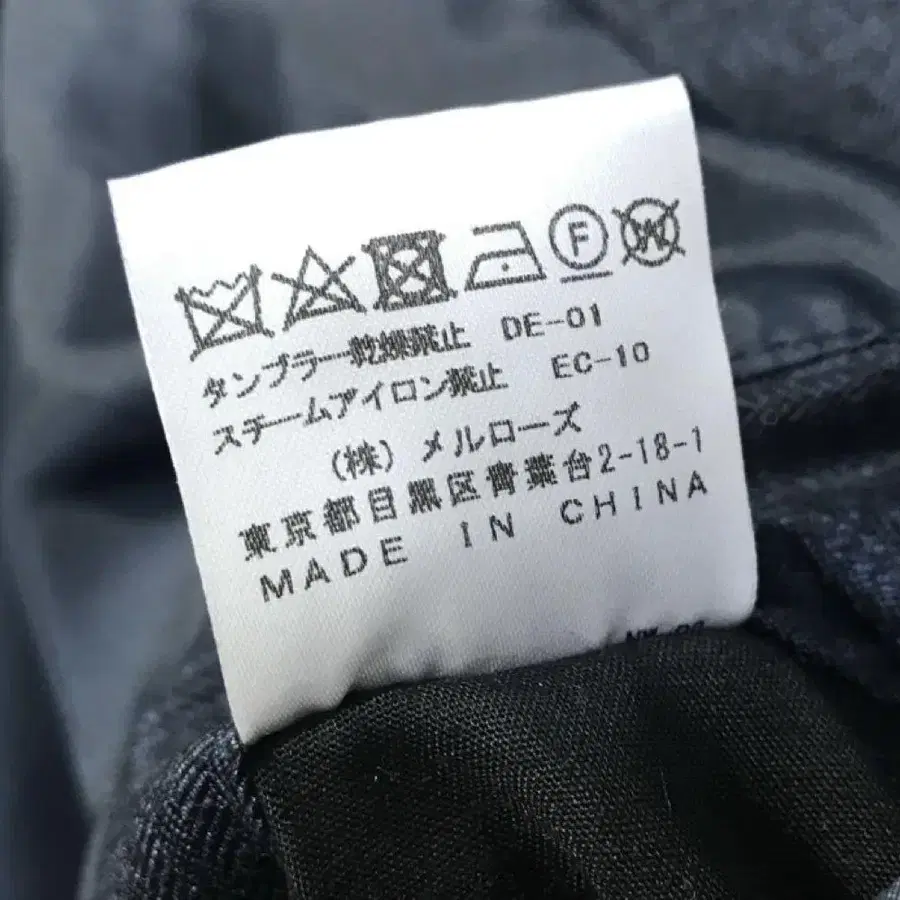 F W
タンブラー乾燥禁止 DE-01
スチームアイロン禁止 EC-10
(株) メルローズ
東京都目黒区青葉台2-18-1
MADE IN CHINA